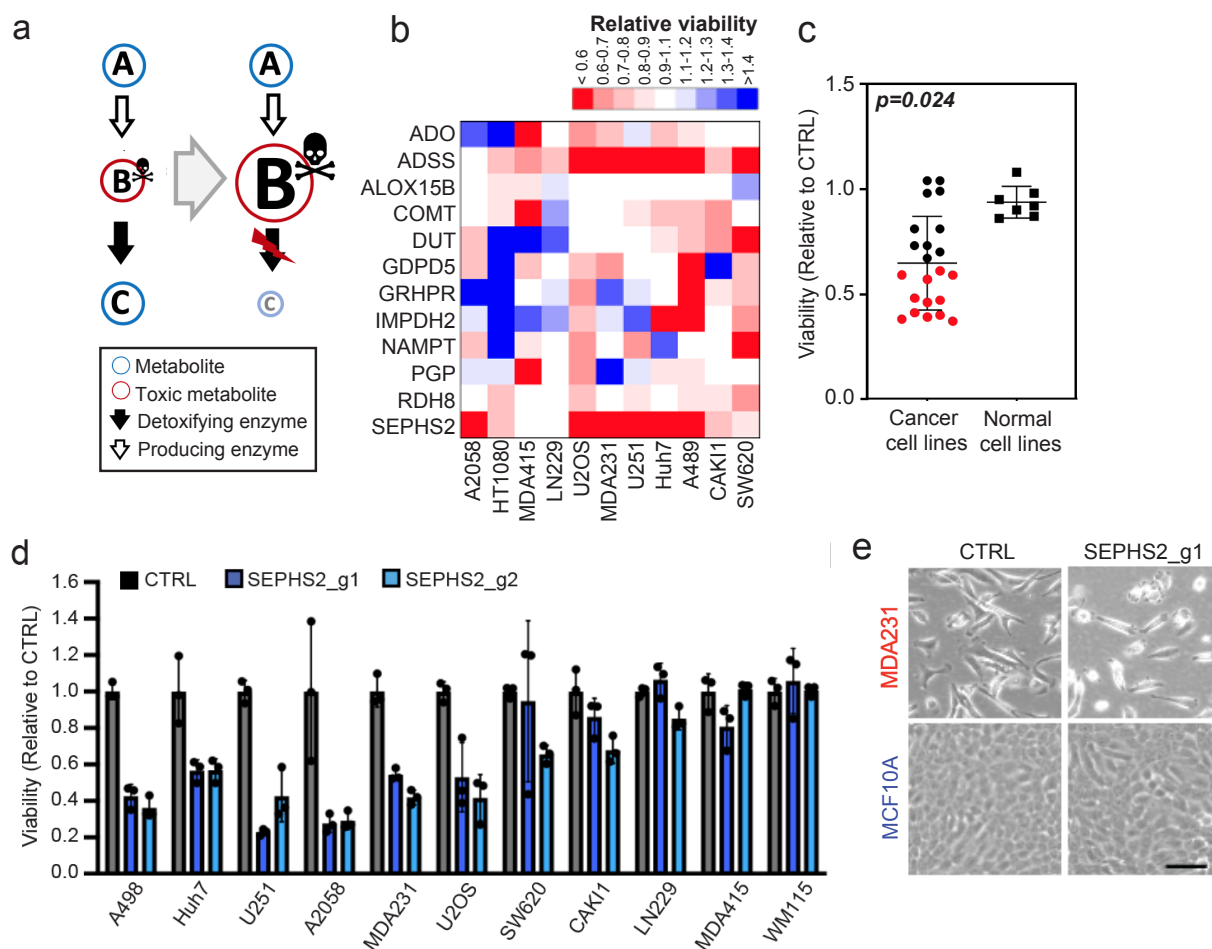 a
A
A
B
B
C
c
Metabolite
Toxic metabolite
Detoxifying enzyme
Producing enzyme
b
Relative viability
< 0.6
0.6-0.7
0.7-0.8
0.8-0.9
0.9-1.1
1.1-1.2
1.2-1.3
1.3-1.4
>1.4
ADO
ADSS
ALOX15B
COMT
DUT
GDPD5
GRHPR
IMPDH2
NAMPT
PGP
RDH8
SEPHS2
A2058
HT1080
MDA415
LN229
U2OS
MDA231
U251
Huh7
A489
CAKI1
SW620
c
Viability (Relative to CTRL)
1.5
1.0
0.5
0.0
p=0.024
Cancer
cell lines
Normal
cell lines
d
CTRL
SEPHS2_g1
SEPHS2_g2
Viability (Relative to CTRL)
1.6
1.4
1.2
1.0
0.8
0.6
0.4
0.2
0.0
A498
Huh7
U251
A2058
MDA231
U2OS
SW620
CAKI1
LN229
MDA415
WM115
e
CTRL
SEPHS2_g1
MDA231
MCF10A